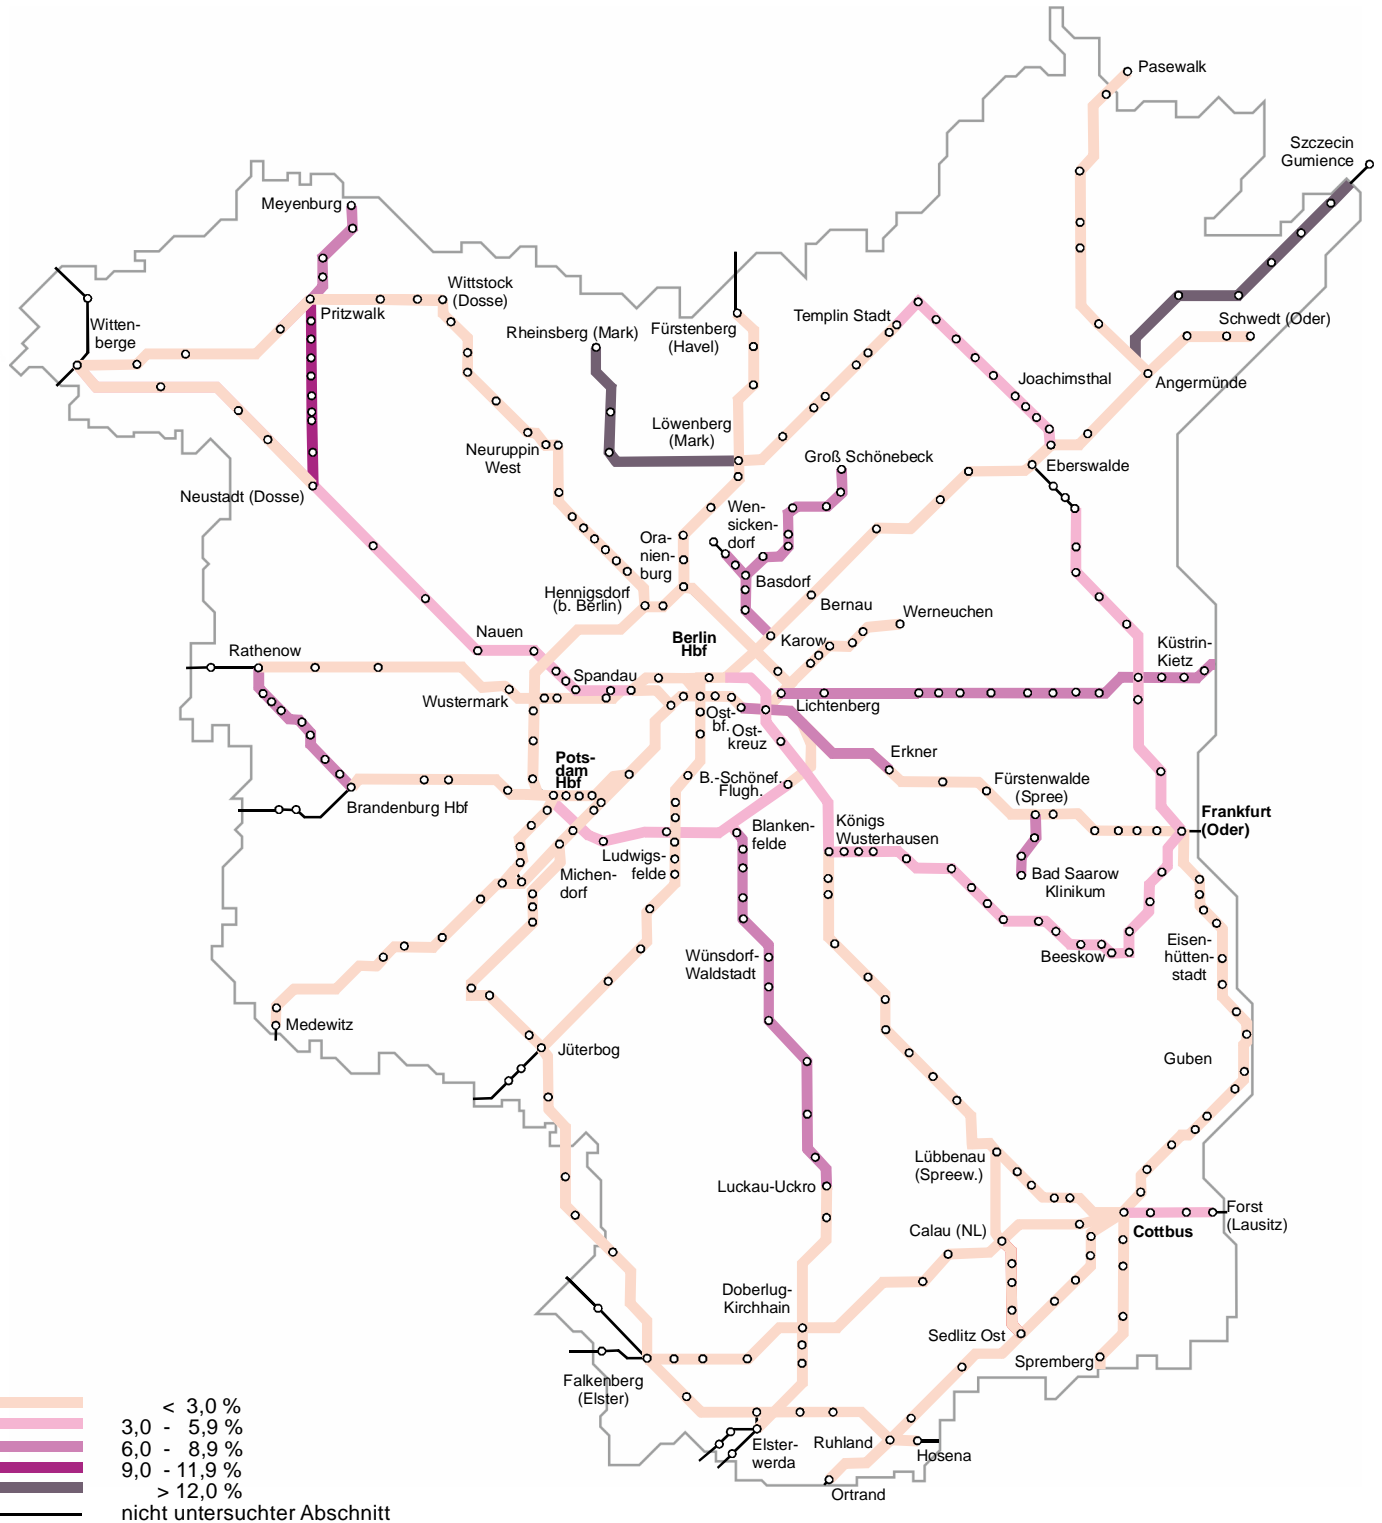 Pasewalk
Szczecin
Gumience
Meyenburg
Wittstock
(Dosse)
Pritzwalk
Witten-
berge
Rheinsberg (Mark)
Fürstenberg
(Havel)
Templin Stadt
Schwedt (Oder)
Joachimsthal
Angermünde
Löwenberg
(Mark)
Neuruppin
West
Groß Schönebeck
Eberswalde
Neustadt (Dosse)
Wen-
sicken-
dorf
Ora-
nien-
burg
Basdorf
Hennigsdorf
(b. Berlin)
Bernau
Werneuchen
Nauen
Berlin
Hbf
Karow
Küstrin-
Kietz
Rathenow
Spandau
Wustermark
Lichtenberg
Ost-
bf.
Ost-
kreuz
Erkner
Pots-
dam
Hbf
B.-Schönef.
Flugh.
Fürstenwalde
(Spree)
Brandenburg Hbf
Frankfurt
(Oder)
Blanken-
felde
Königs
Wusterhausen
Ludwigs-
felde
Michen-
dorf
Bad Saarow
Klinikum
Wünsdorf-
Waldstadt
Beeskow
Eisen-
hütten-
stadt
Medewitz
Jüterbog
Guben
Lübbenau
(Spreew.)
Luckau-Uckro
Forst
(Lausitz)
Calau (NL)
Cottbus
Doberlug-
Kirchhain
Sedlitz Ost
Spremberg
Falkenberg
(Elster)
Elster-
werda
Ruhland
Hosena
Ortrand
< 3,0 %
3,0 - 5,9 %
6,0 - 8,9 %
9,0 - 11,9 %
> 12,0 %
nicht untersuchter Abschnitt